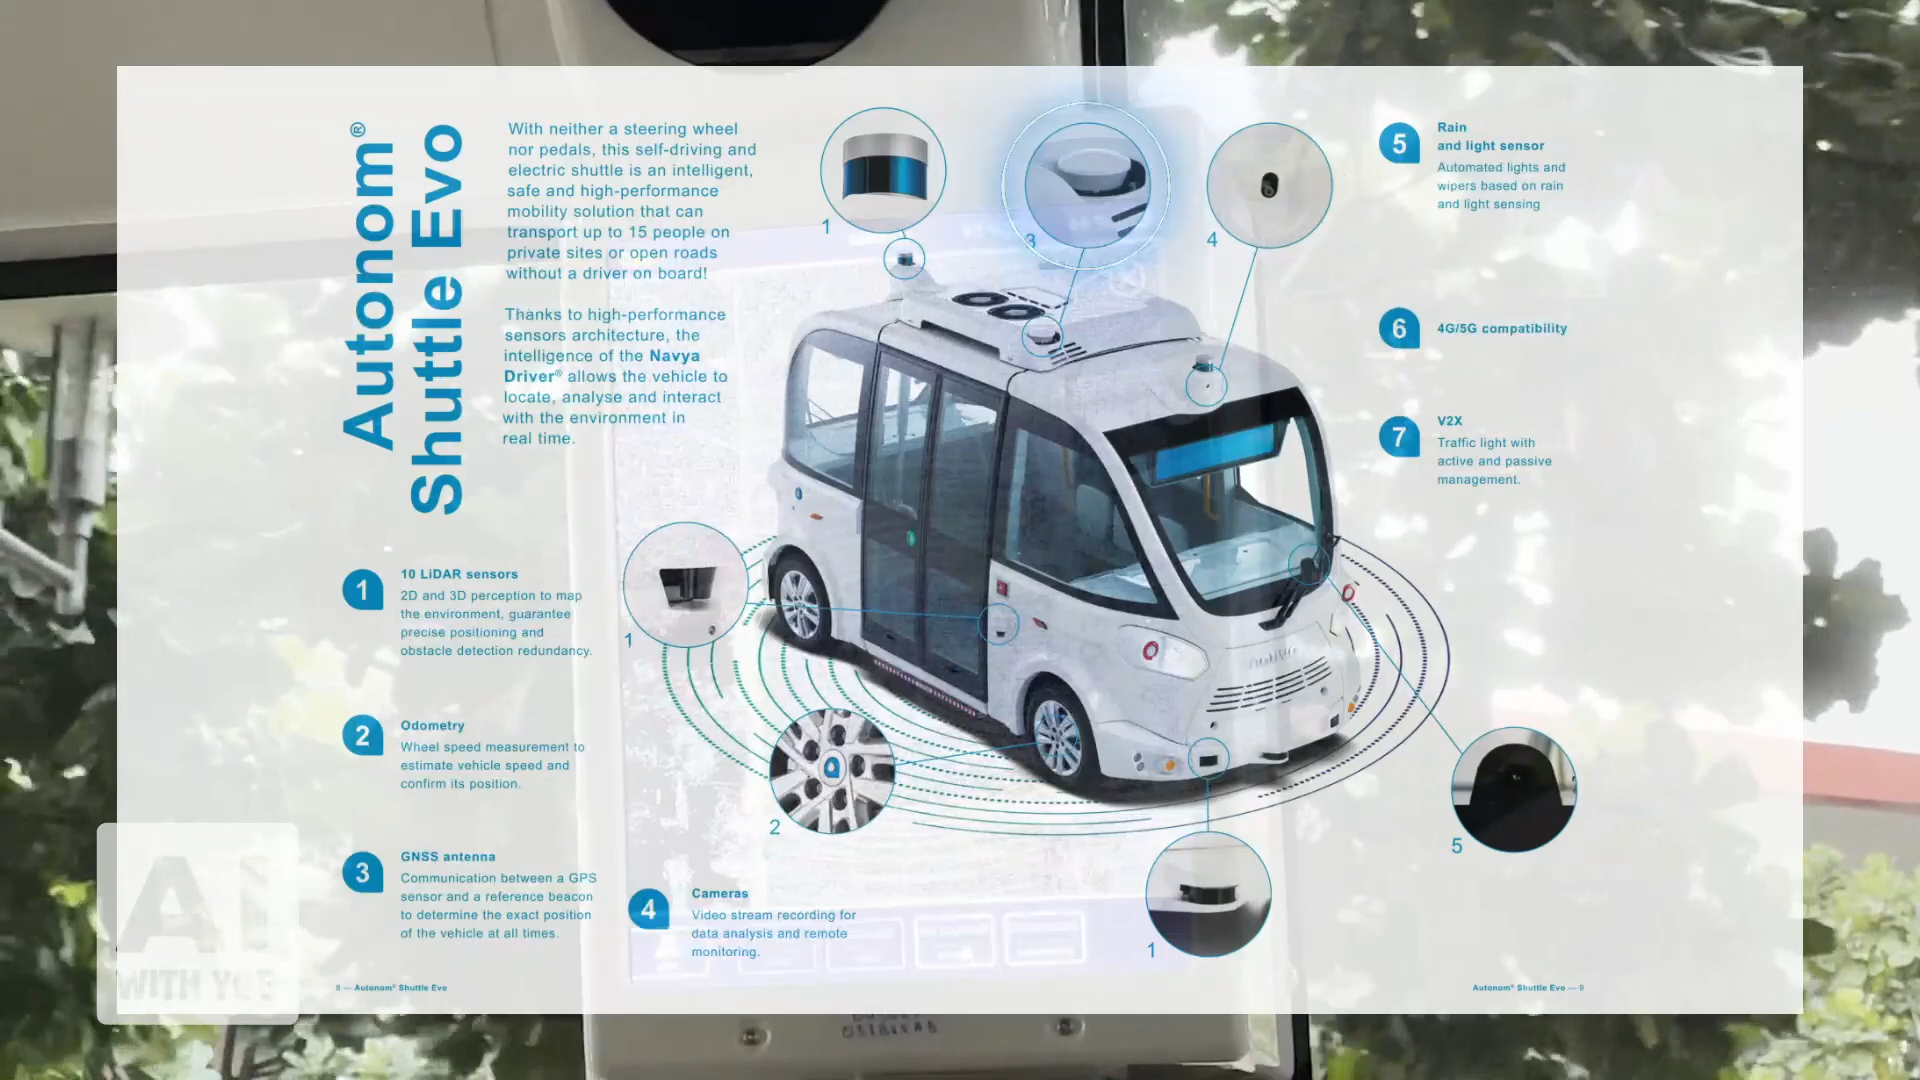 Autonom®
Shuttle Evo
With neither a steering wheel
nor pedals, this self-driving and
electric shuttle is an intelligent,
safe and high-performance
mobility solution that can
transport up to 15 people on
private sites or open roads
without a driver on board!
Thanks to high-performance
sensors architecture, the
intelligence of the Navya
Driver® allows the vehicle to
locate, analyse and interact
with the environment in
real time.
1
3
4
1
2
1
5
1
10 LiDAR sensors
2D and 3D perception to map
the environment, guarantee
precise positioning and
obstacle detection redundancy.
2
Odometry
Wheel speed measurement to
estimate vehicle speed and
confirm its position.
3
GNSS antenna
Communication between a GPS
sensor and a reference beacon
to determine the exact position
of the vehicle at all times.
4
Cameras
Video stream recording for
data analysis and remote
monitoring.
5
Rain
and light sensor
Automated lights and
wipers based on rain
and light sensing
6
4G/5G compatibility
7
V2X
Traffic light with
active and passive
management.
8 — Autonom® Shuttle Evo
Autonom® Shuttle Evo — 9
AI
WITH